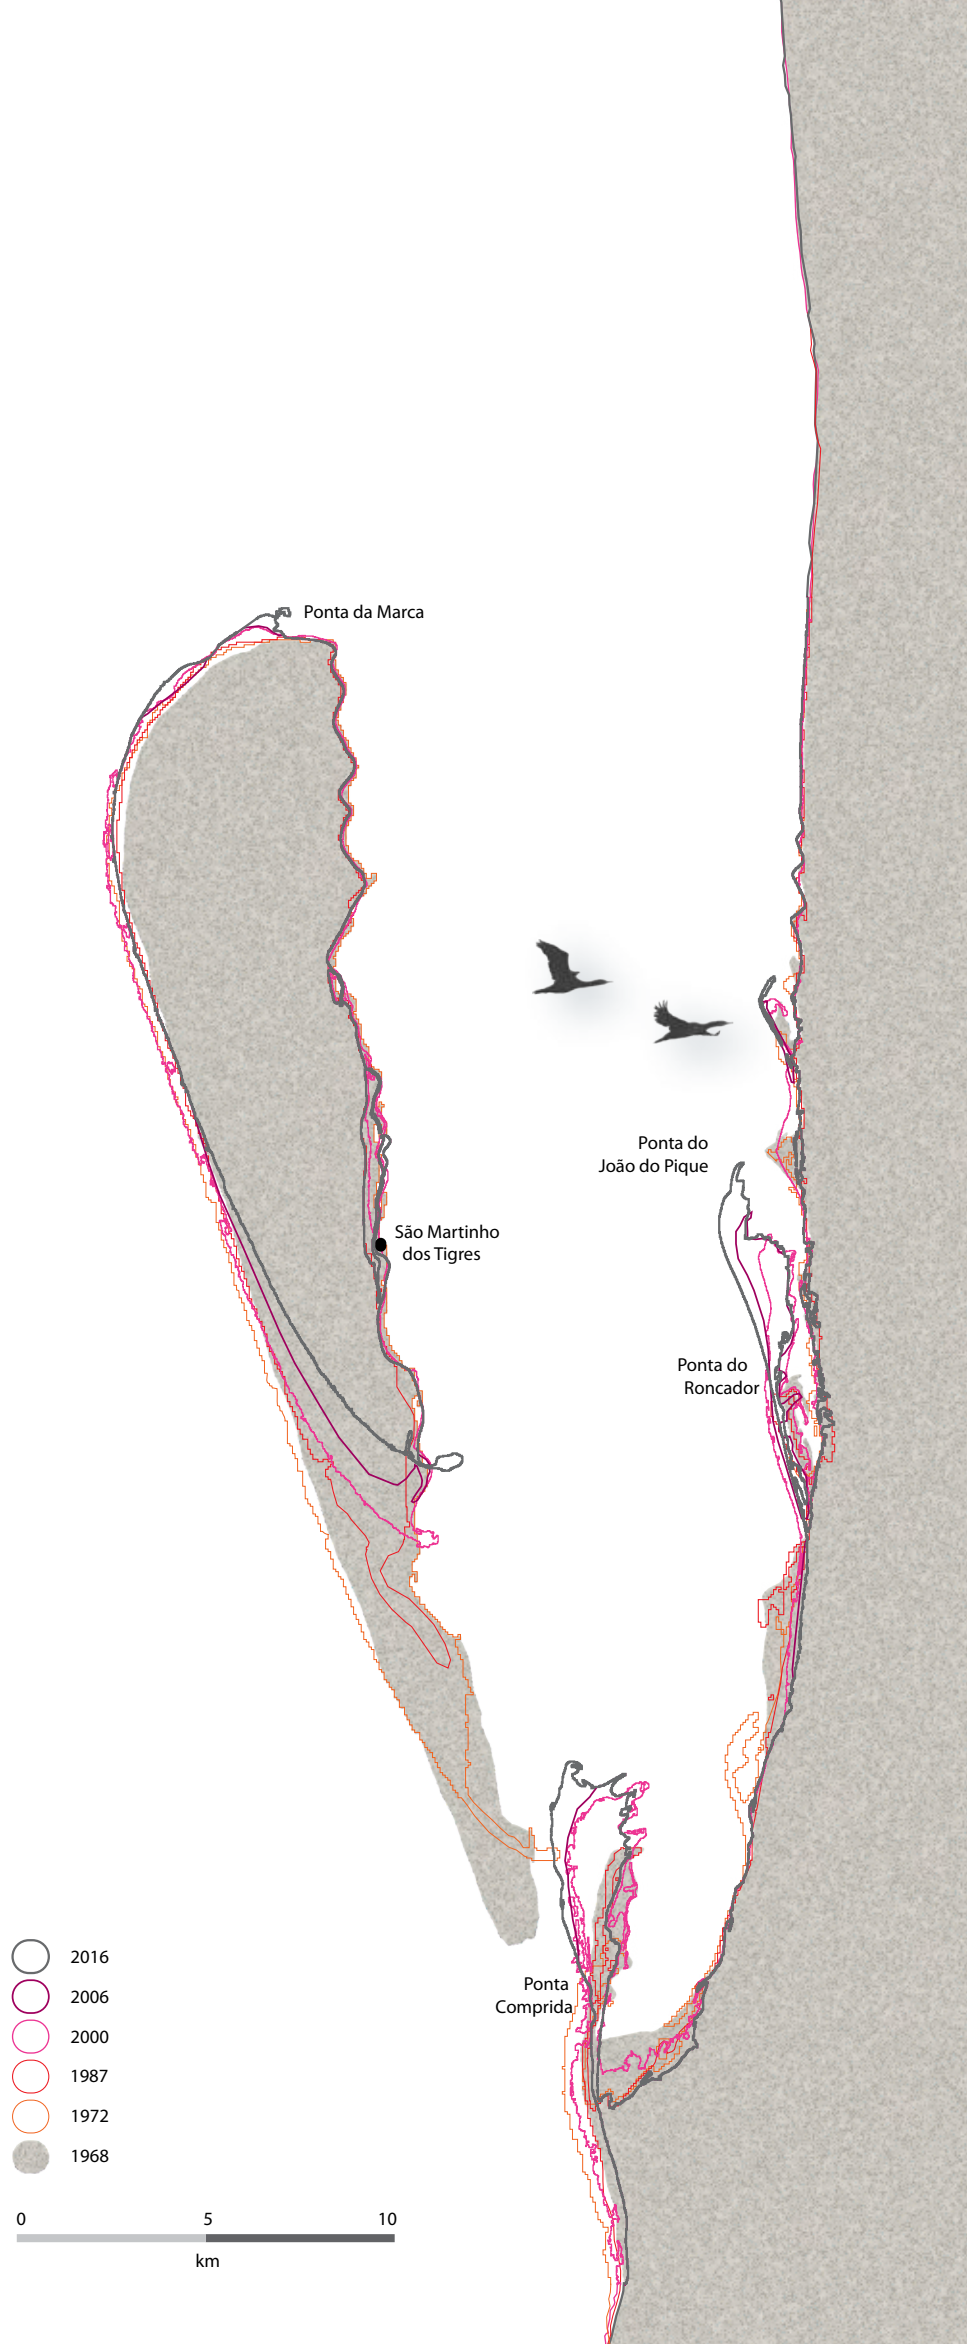 Ponta da Marca
Ponta do
João do Pique
São Martinho
dos Tigres
Ponta do
Roncador
Ponta
Comprida
2016
2006
2000
1987
1972
1968
0 5 10
km